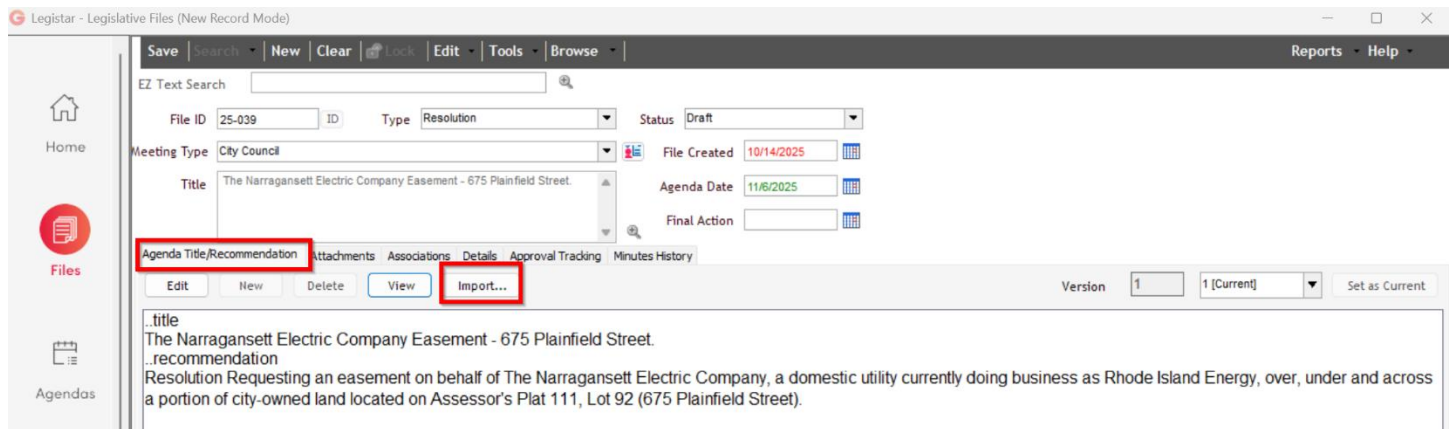 Legistar - Legislative Files (New Record Mode)
Save Search New Clear Lock Edit Tools Browse Reports Help
EZ Text Search
File ID 25-039 ID Type Resolution Status Draft
Home
Meeting Type City Council File Created 10/14/2025
Title The Narragansett Electric Company Easement - 675 Plainfield Street. Agenda Date 11/6/2025
Final Action
Agenda Title/Recommendation Attachments Associations Details Approval Tracking Minutes History
Files
Edit New Delete View Import... Version 1 1 [Current] Set as Current
..title
The Narragansett Electric Company Easement - 675 Plainfield Street.
..recommendation
Resolution Requesting an easement on behalf of The Narragansett Electric Company, a domestic utility currently doing business as Rhode Island Energy, over, under and across
Agendas
a portion of city-owned land located on Assessor's Plat 111, Lot 92 (675 Plainfield Street).